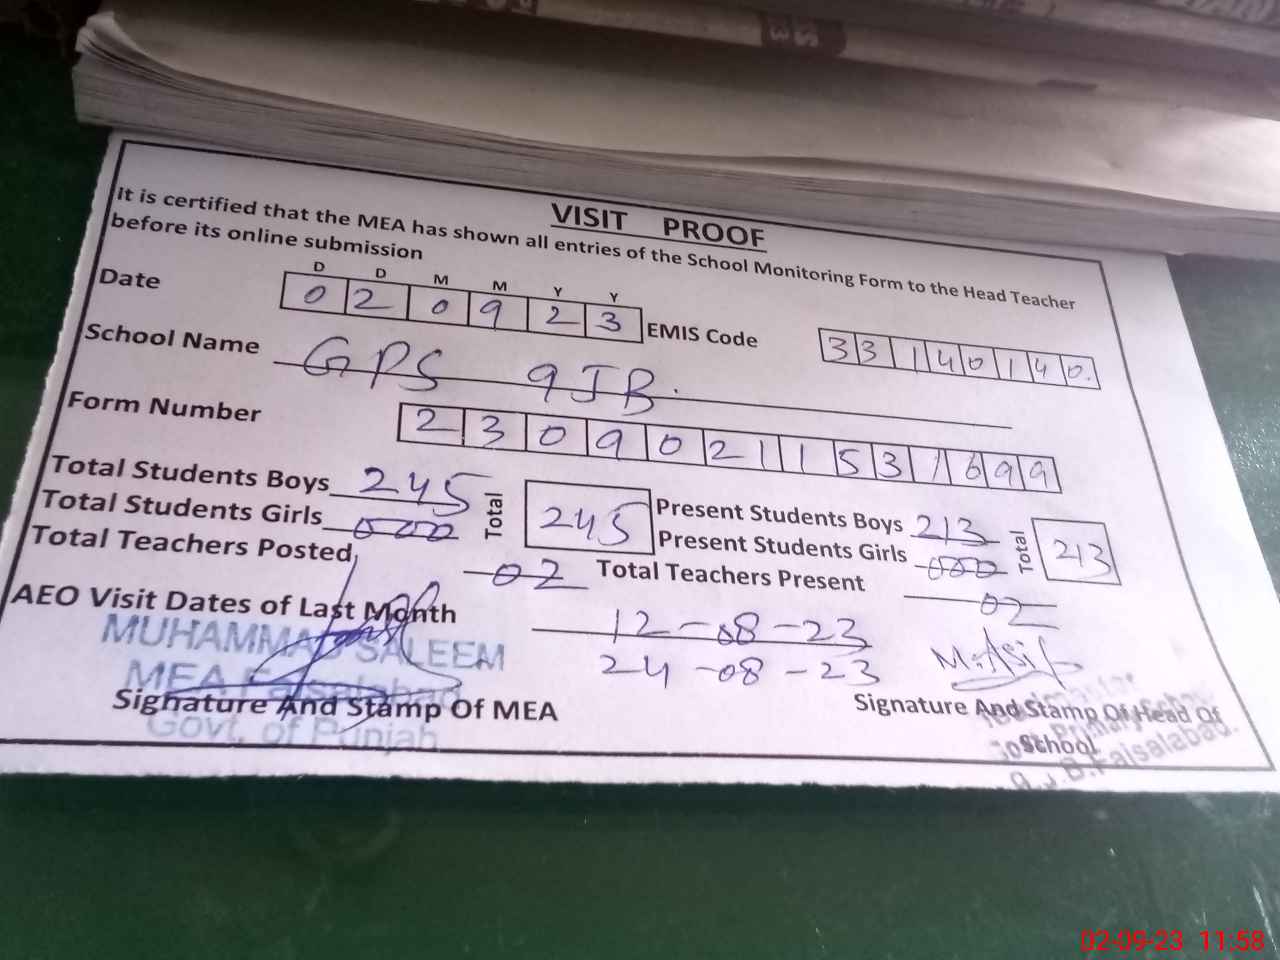 VISIT PROOF
It is certified that the MEA has shown all entries of the School Monitoring Form to the Head Teacher
before its online submission
D D M M Y Y
Date 0 2 0 9 2 3 EMIS Code 3 3 1 4 0 1 4 0.
School Name GPS 9JB.
Form Number 2 3 0 9 0 2 1 1 5 3 1 6 9 9
Total Students Boys 245 Total 245 Present Students Boys 213 Total 213
Total Students Girls 000 Present Students Girls 000
Total Teachers Posted 02 Total Teachers Present 02
AEO Visit Dates of Last Month 12-08-23
24-08-23
MUHAMMAD SALEEM
MEA Faisalabad
Govt. of Punjab
Signature And Stamp Of MEA
M.Asif
Signature And Stamp Of Head Of
School
Primary
J.B. Faisalabad.
02-09-23 11:58